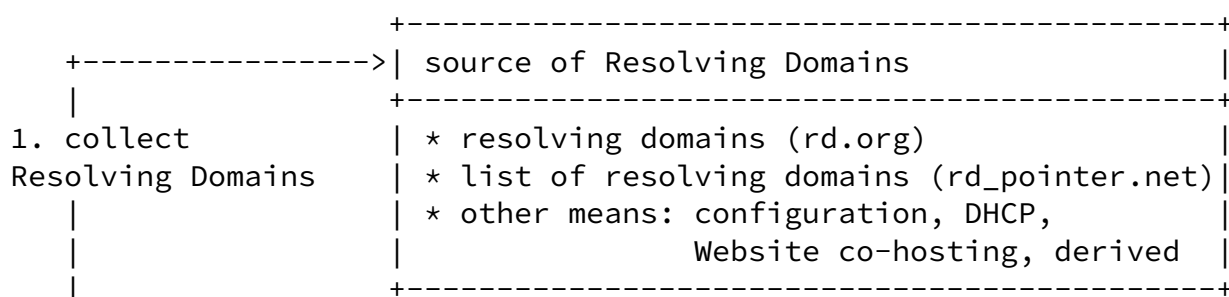 source of Resolving Domains
1. collect
Resolving Domains
* resolving domains (rd.org)
* list of resolving domains (rd_pointer.net)
* other means: configuration, DHCP,
Website co-hosting, derived